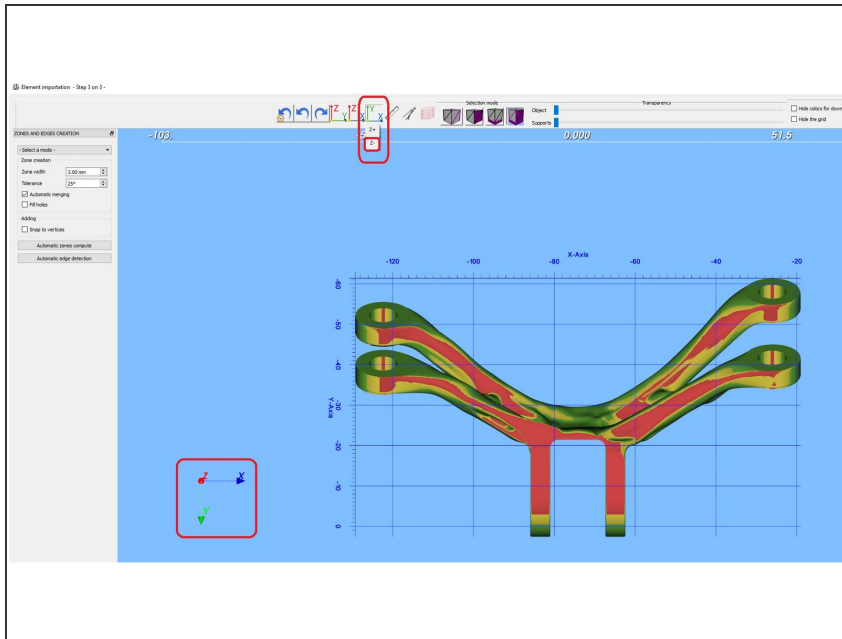 Element importation - Step 3 on 3 -
Selection mode
Transparency
Z Z Y
Y X X
Object
Supports
Hide colors for down
Hide the grid
Z+
Z-
ZONES AND EDGES CREATION
- Select a mode -
Zone creation
Zone width 3.00 mm
Tolerance 25°
Automatic merging
Fill holes
Adding
Snap to vertices
Automatic zones compute
Automatic edge detection
-103. 0.000 51.5
X-Axis
-120 -100 -80 -60 -40 -20
-60
-50
-40
-30
Y-Axis
-20
-10
0
Z X
Y